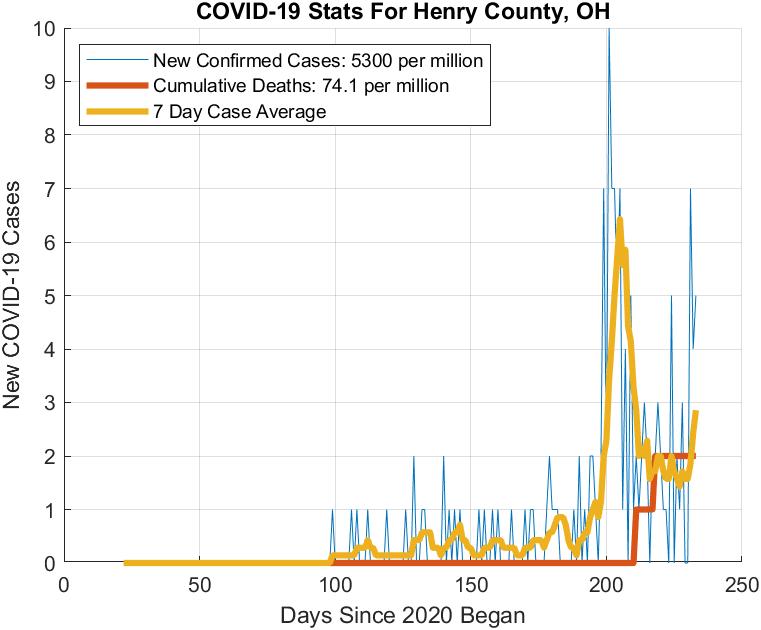 COVID-19 Stats For Henry County, OH
New Confirmed Cases: 5300 per million
Cumulative Deaths: 74.1 per million
7 Day Case Average
New COVID-19 Cases
10
9
8
7
6
5
4
3
2
1
0
0 50 100 150 200 250
Days Since 2020 Began